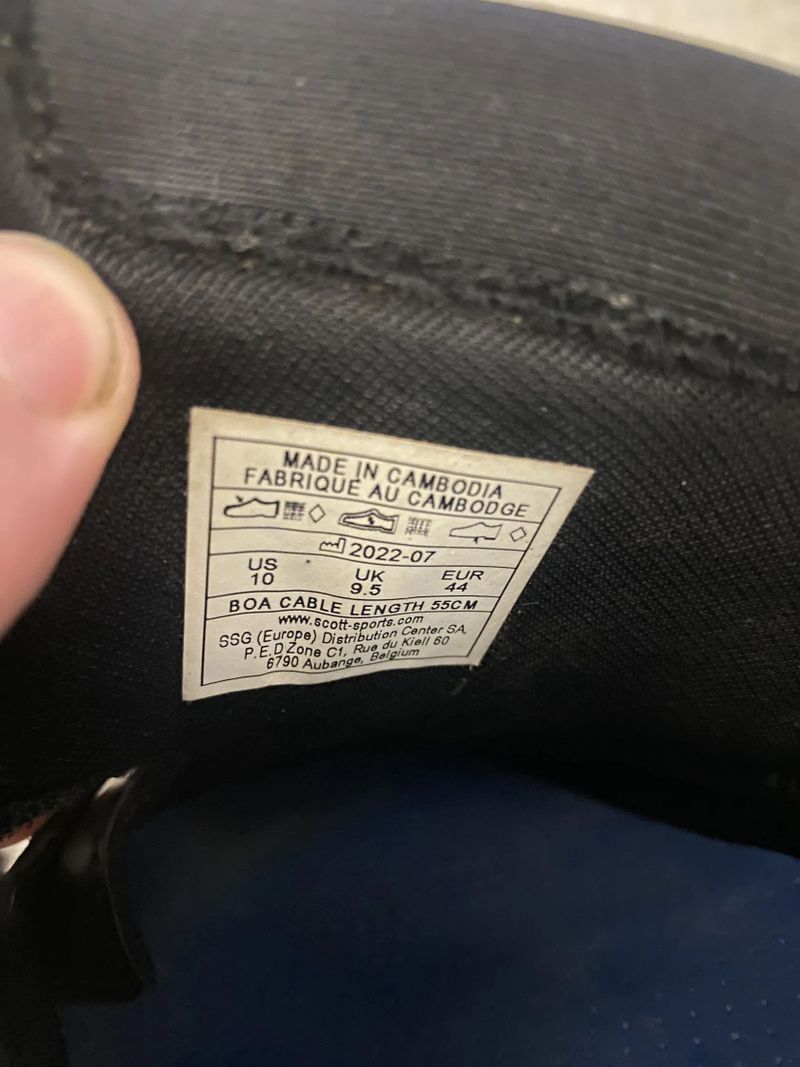 MADE IN CAMBODIA
FABRIQUE AU CAMBODGE
2022-07
US UK EUR
10 9.5 44
BOA CABLE LENGTH 55CM
www.scott-sports.com
SSG (Europe) Distribution Center SA,
P.E.D Zone C1, Rue du Kiell 60
6790 Aubange, Belgium